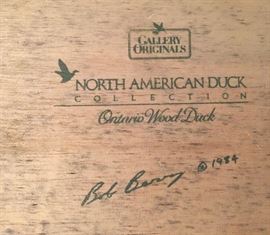 GALLERY
ORIGINALS
NORTH AMERICAN DUCK
COLLECTION
Ontario Wood Duck
Bob Berry © 1984